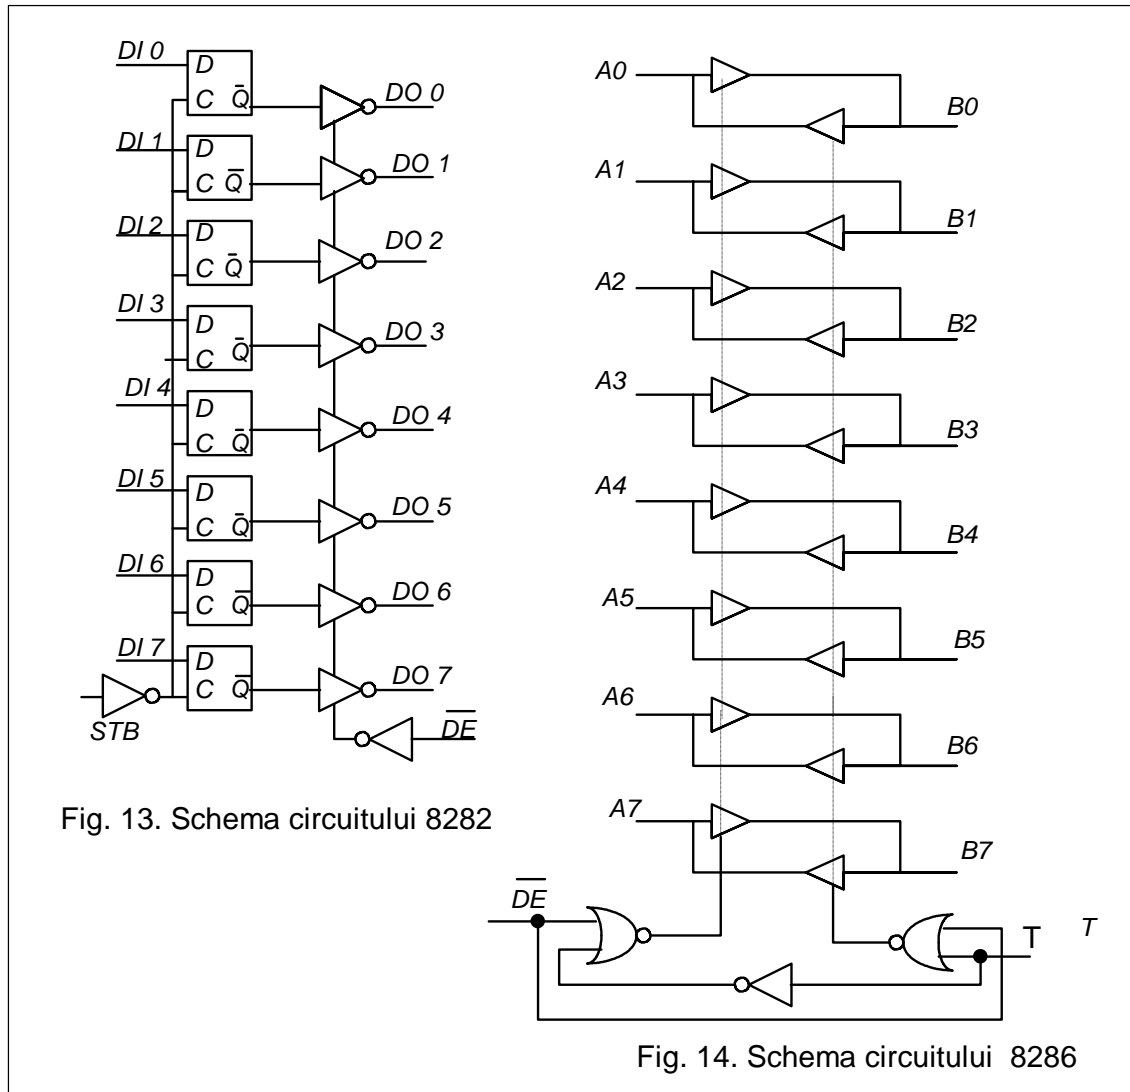 DI 0
D
C Q̅
DO 0
DI 1
D
C Q̅
DO 1
DI 2
D
C Q̅
DO 2
DI 3
D
C Q̅
DO 3
DI 4
D
C Q̅
DO 4
DI 5
D
C Q̅
DO 5
DI 6
D
C Q̅
DO 6
DI 7
D
C Q̅
DO 7
STB
D̅E̅
Fig. 13. Schema circuitului 8282
A0
B0
A1
B1
A2
B2
A3
B3
A4
B4
A5
B5
A6
B6
A7
B7
D̅E̅
T
T
Fig. 14. Schema circuitului 8286